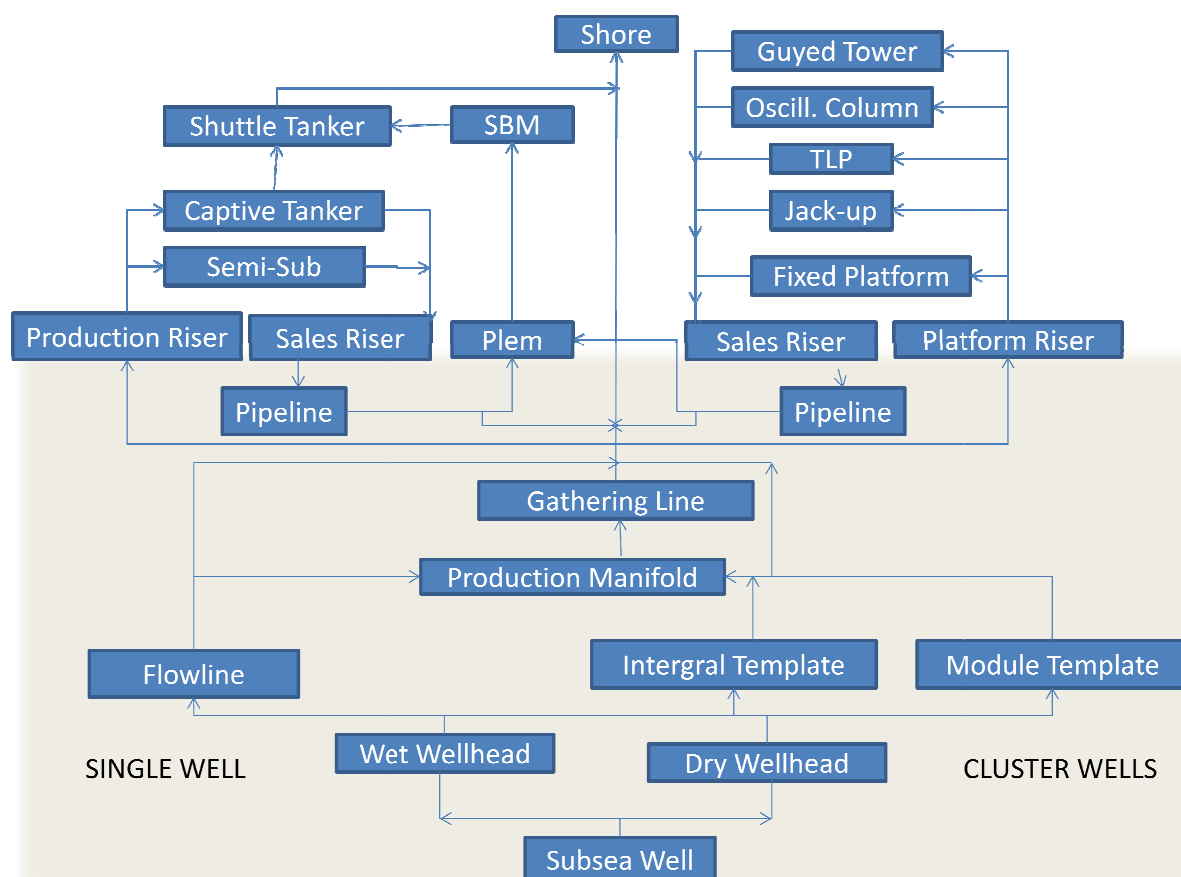 Shore
Guyed Tower
Oscill. Column
Shuttle Tanker
SBM
TLP
Captive Tanker
Jack-up
Semi-Sub
Fixed Platform
Production Riser
Sales Riser
Plem
Sales Riser
Platform Riser
Pipeline
Pipeline
Gathering Line
Production Manifold
Flowline
Intergral Template
Module Template
Wet Wellhead
Dry Wellhead
SINGLE WELL
CLUSTER WELLS
Subsea Well